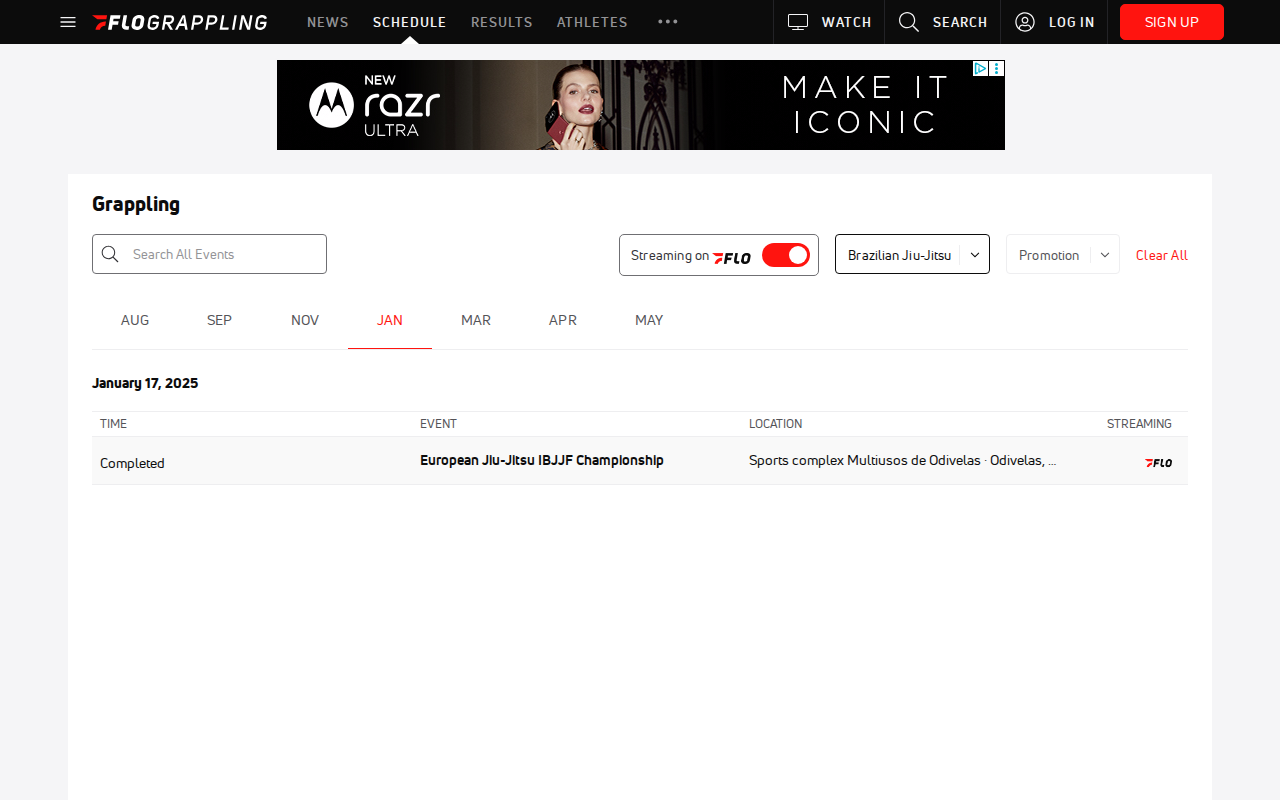 FLOGRAPPLING NEWS SCHEDULE RESULTS ATHLETES WATCH SEARCH LOG IN SIGN UP
NEW
razr
ULTRA
MAKE IT
ICONIC
Grappling
Search All Events Streaming on FLO Brazilian Jiu-Jitsu Promotion Clear All
AUG SEP NOV JAN MAR APR MAY
January 17, 2025
TIME EVENT LOCATION STREAMING
Completed European Jiu-Jitsu IBJJF Championship Sports complex Multiusos de Odivelas · Odivelas, ... FLO